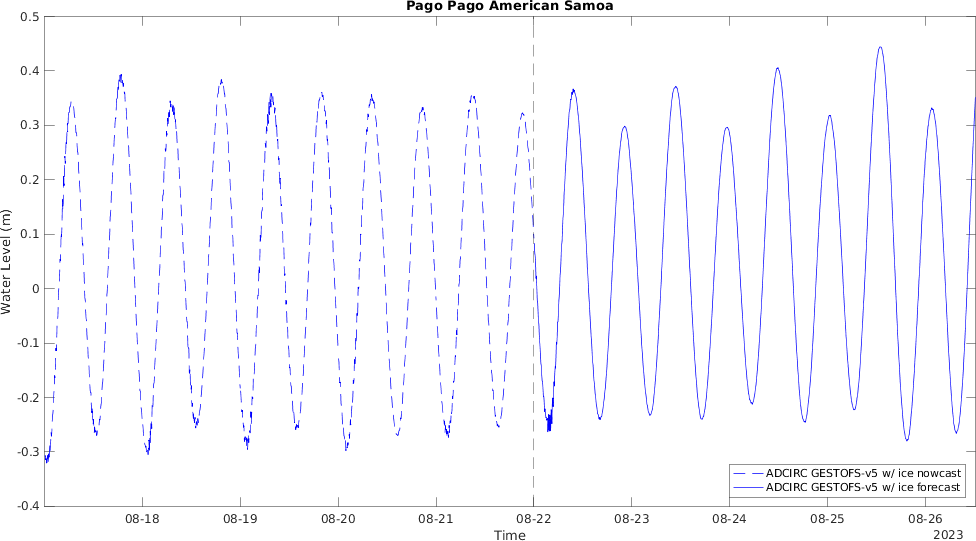 Pago Pago American Samoa
0.5
0.4
0.3
0.2
0.1
0
-0.1
-0.2
-0.3
-0.4
Water Level (m)
ADCIRC GESTOFS-v5 w/ ice nowcast
ADCIRC GESTOFS-v5 w/ ice forecast
08-18 08-19 08-20 08-21 08-22 08-23 08-24 08-25 08-26
Time
2023